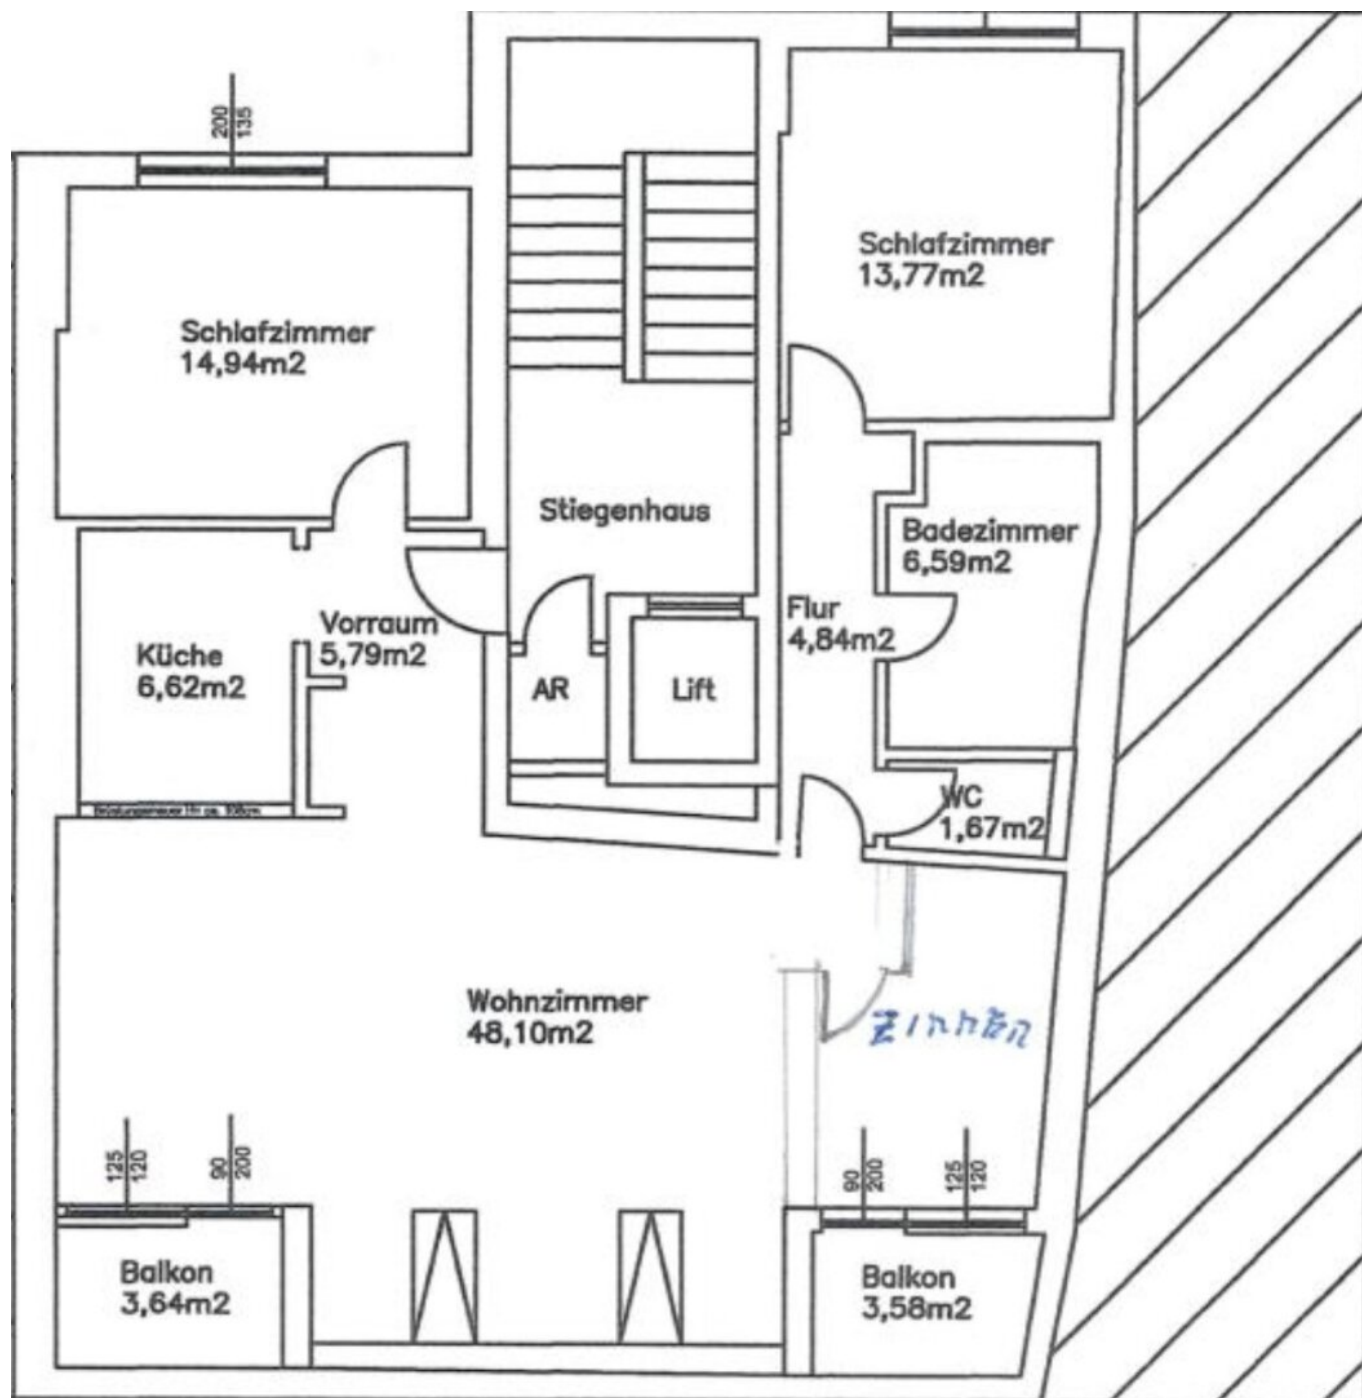 200
135
Schlafzimmer
13,77m2
Schlafzimmer
14,94m2
Stiegenhaus
Badezimmer
6,59m2
Flur
4,84m2
Vorraum
5,79m2
Küche
6,62m2
AR
Lift
WC
1,67m2
Wohnzimmer
48,10m2
ZIMMER
125
120
90
200
90
200
125
120
Balkon
3,64m2
Balkon
3,58m2